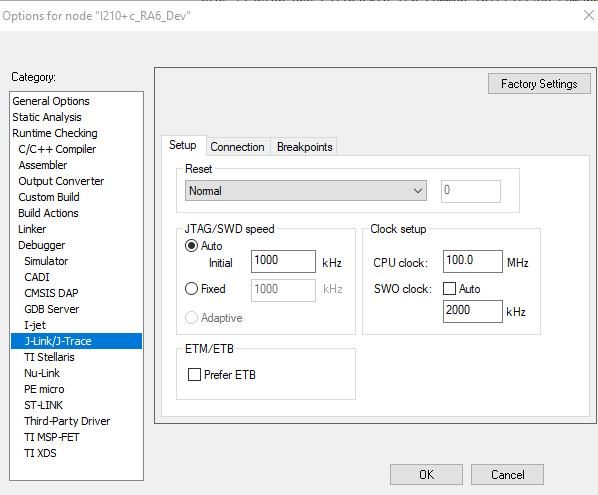 Options for node "I210+c_RA6_Dev"
Category:
General Options
Static Analysis
Runtime Checking
C/C++ Compiler
Assembler
Output Converter
Custom Build
Build Actions
Linker
Debugger
Simulator
CADI
CMSIS DAP
GDB Server
I-jet
J-Link/J-Trace
TI Stellaris
Nu-Link
PE micro
ST-LINK
Third-Party Driver
TI MSP-FET
TI XDS
Factory Settings
Setup Connection Breakpoints
Reset
Normal 0
JTAG/SWD speed
Auto
Initial 1000 kHz
Fixed 1000 kHz
Adaptive
Clock setup
CPU clock: 100.0 MHz
SWO clock: Auto
2000 kHz
ETM/ETB
Prefer ETB
OK Cancel